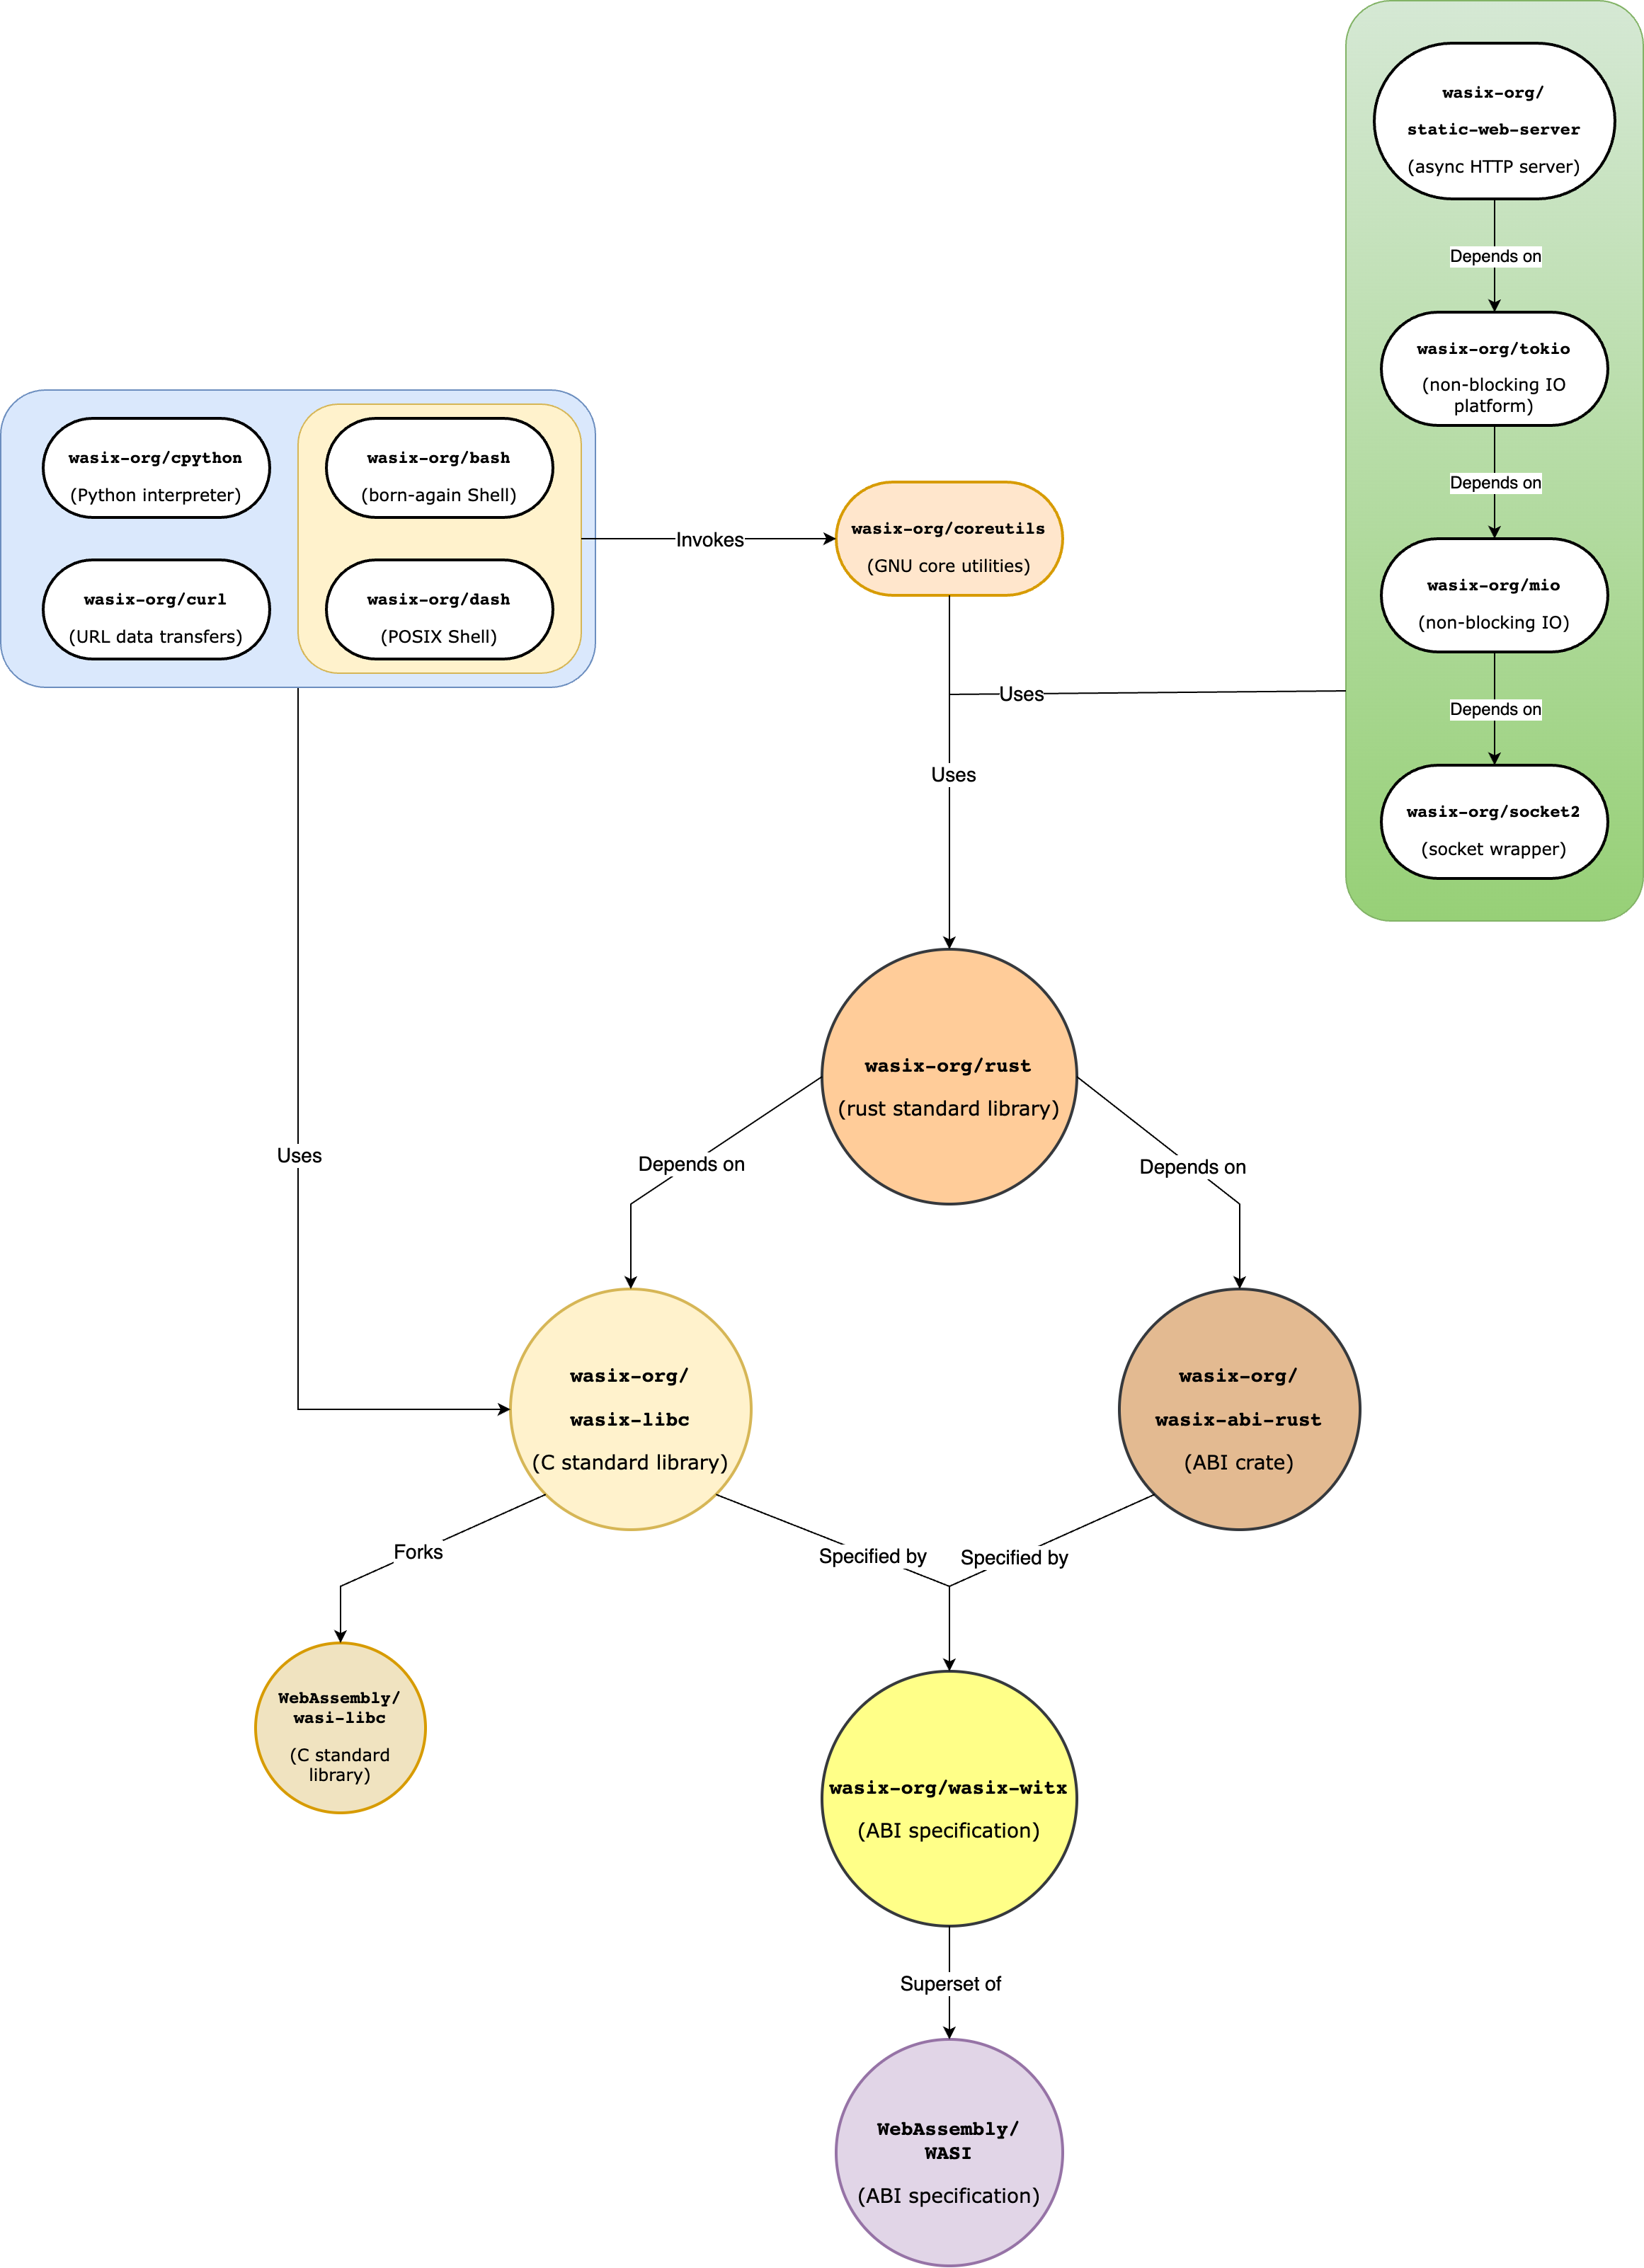 wasix-org/
static-web-server
(async HTTP server)
Depends on
wasix-org/tokio
(non-blocking IO
platform)
Depends on
wasix-org/mio
(non-blocking IO)
Depends on
wasix-org/socket2
(socket wrapper)
wasix-org/cpython
(Python interpreter)
wasix-org/bash
(born-again Shell)
wasix-org/curl
(URL data transfers)
wasix-org/dash
(POSIX Shell)
Invokes
wasix-org/coreutils
(GNU core utilities)
Uses
Uses
Uses
wasix-org/rust
(rust standard library)
Depends on
Depends on
wasix-org/
wasix-libc
(C standard library)
wasix-org/
wasix-abi-rust
(ABI crate)
Forks
Specified by
Specified by
WebAssembly/
wasi-libc
(C standard
library)
wasix-org/wasix-witx
(ABI specification)
Superset of
WebAssembly/
WASI
(ABI specification)